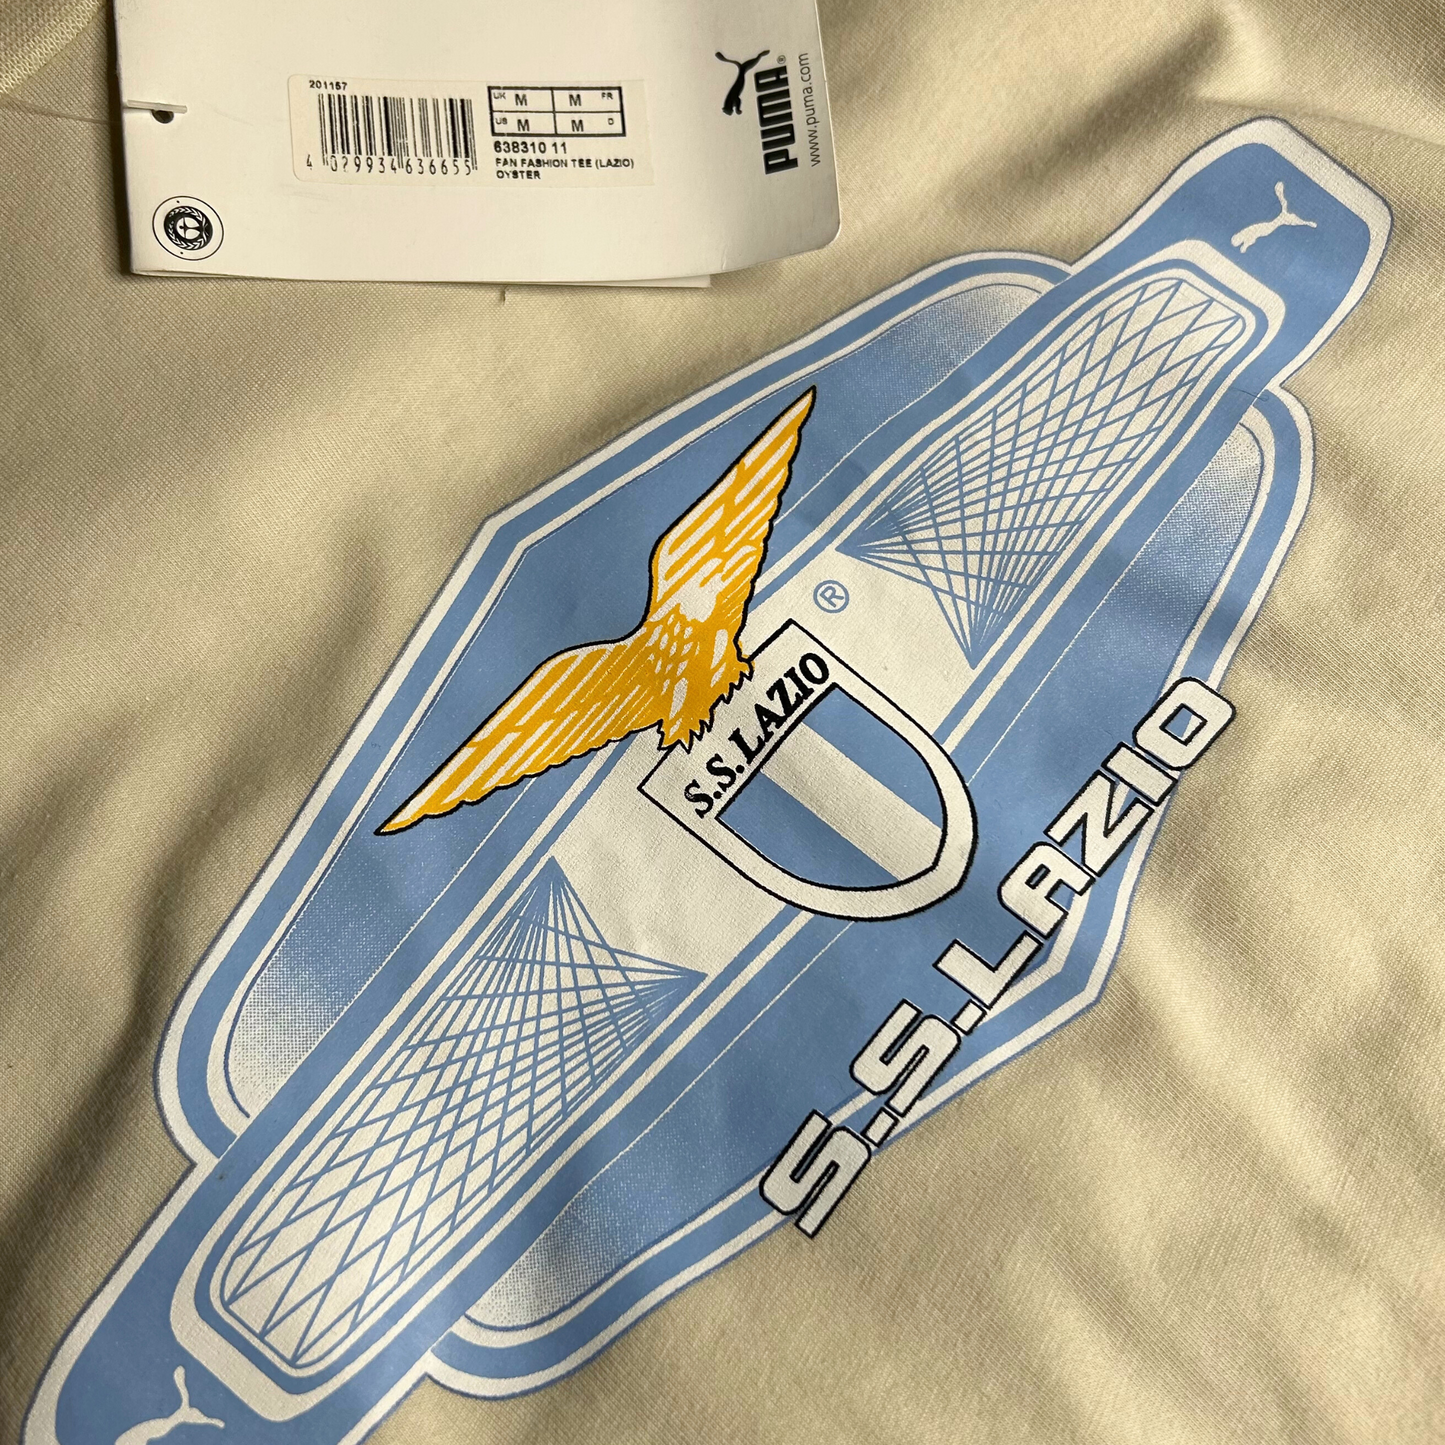 201157
4 029934 636655
UK M M FR
US M M D
638310 11
FAN FASHION TEE (LAZIO)
OYSTER
PUMA®
www.puma.com
®
S.S.LAZIO
S.S.LAZIO